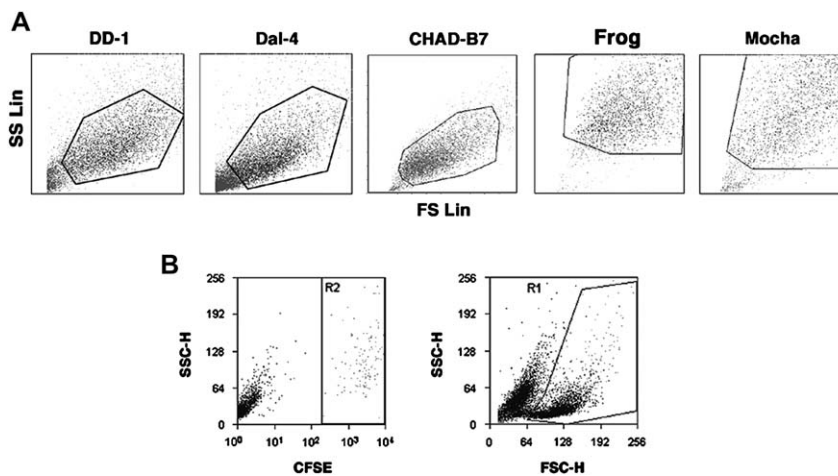 A
DD-1
Dal-4
CHAD-B7
Frog
Mocha
SS Lin
FS Lin
B
256
192
128
64
0
SSC-H
R2
10⁰ 10¹ 10² 10³ 10⁴
CFSE
256
192
128
64
0
SSC-H
R1
0 64 128 192 256
FSC-H